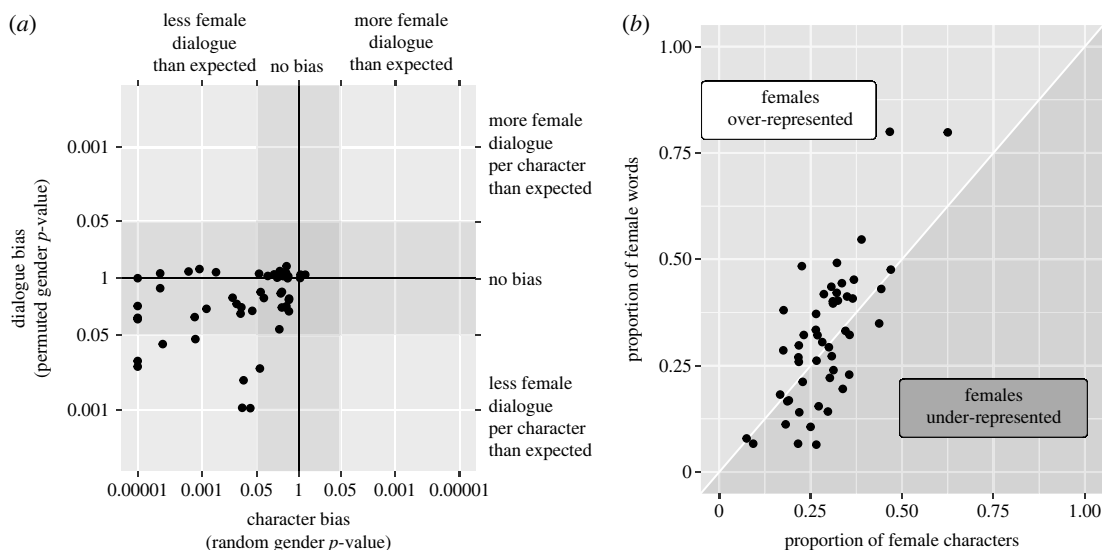 (a)
less female
dialogue
than expected
no bias
more female
dialogue
than expected
dialogue bias
(permuted gender p-value)
0.001
0.05
1
0.05
0.001
more female
dialogue
per character
than expected
no bias
less female
dialogue
per character
than expected
0.00001 0.001 0.05 1 0.05 0.001 0.00001
character bias
(random gender p-value)
(b)
proportion of female words
1.00
0.75
0.50
0.25
0
females
over-represented
females
under-represented
0 0.25 0.50 0.75 1.00
proportion of female characters